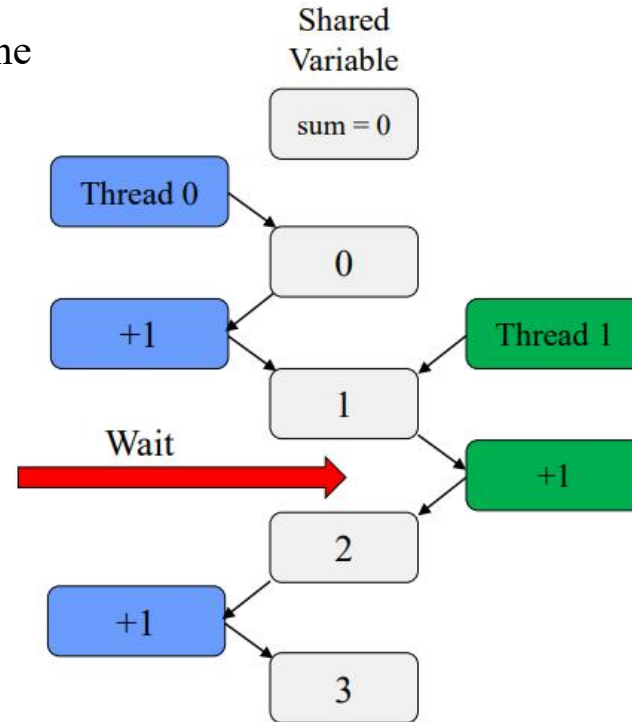 Shared
Variable
sum = 0
Thread 0
0
+1
Thread 1
1
Wait
+1
2
+1
3